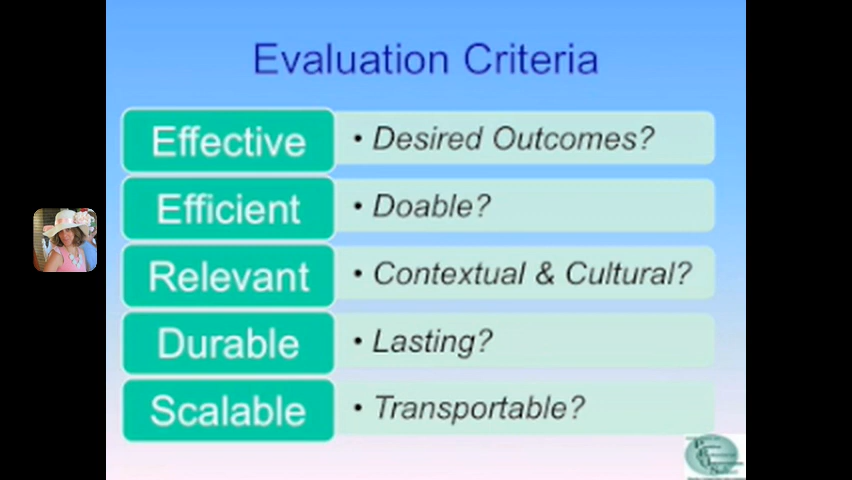 Evaluation Criteria
Effective
• Desired Outcomes?
Efficient
• Doable?
Relevant
• Contextual & Cultural?
Durable
• Lasting?
Scalable
• Transportable?